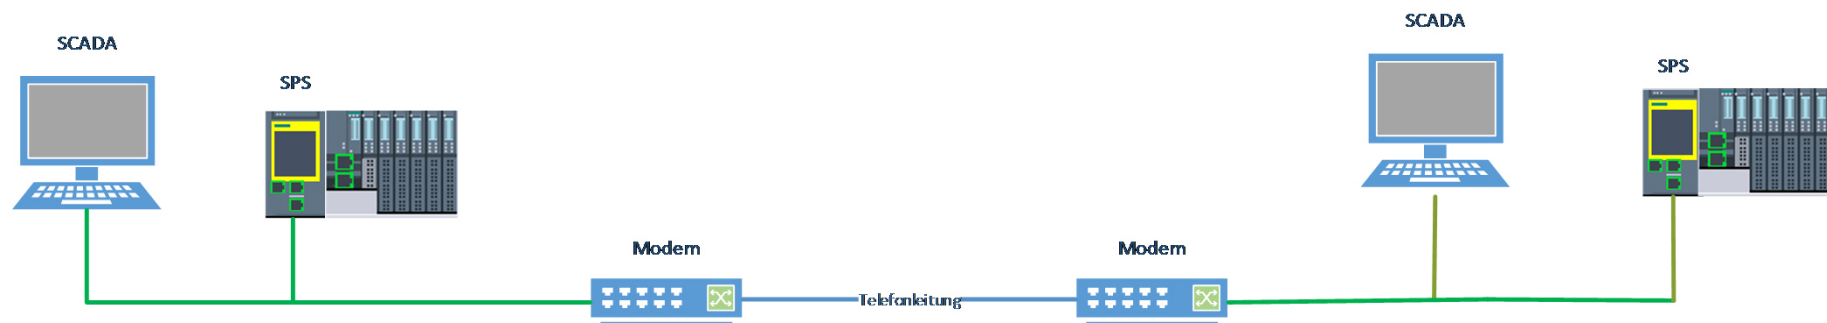 SCADA
SPS
Modem
Telefonleitung
Modem
SCADA
SPS